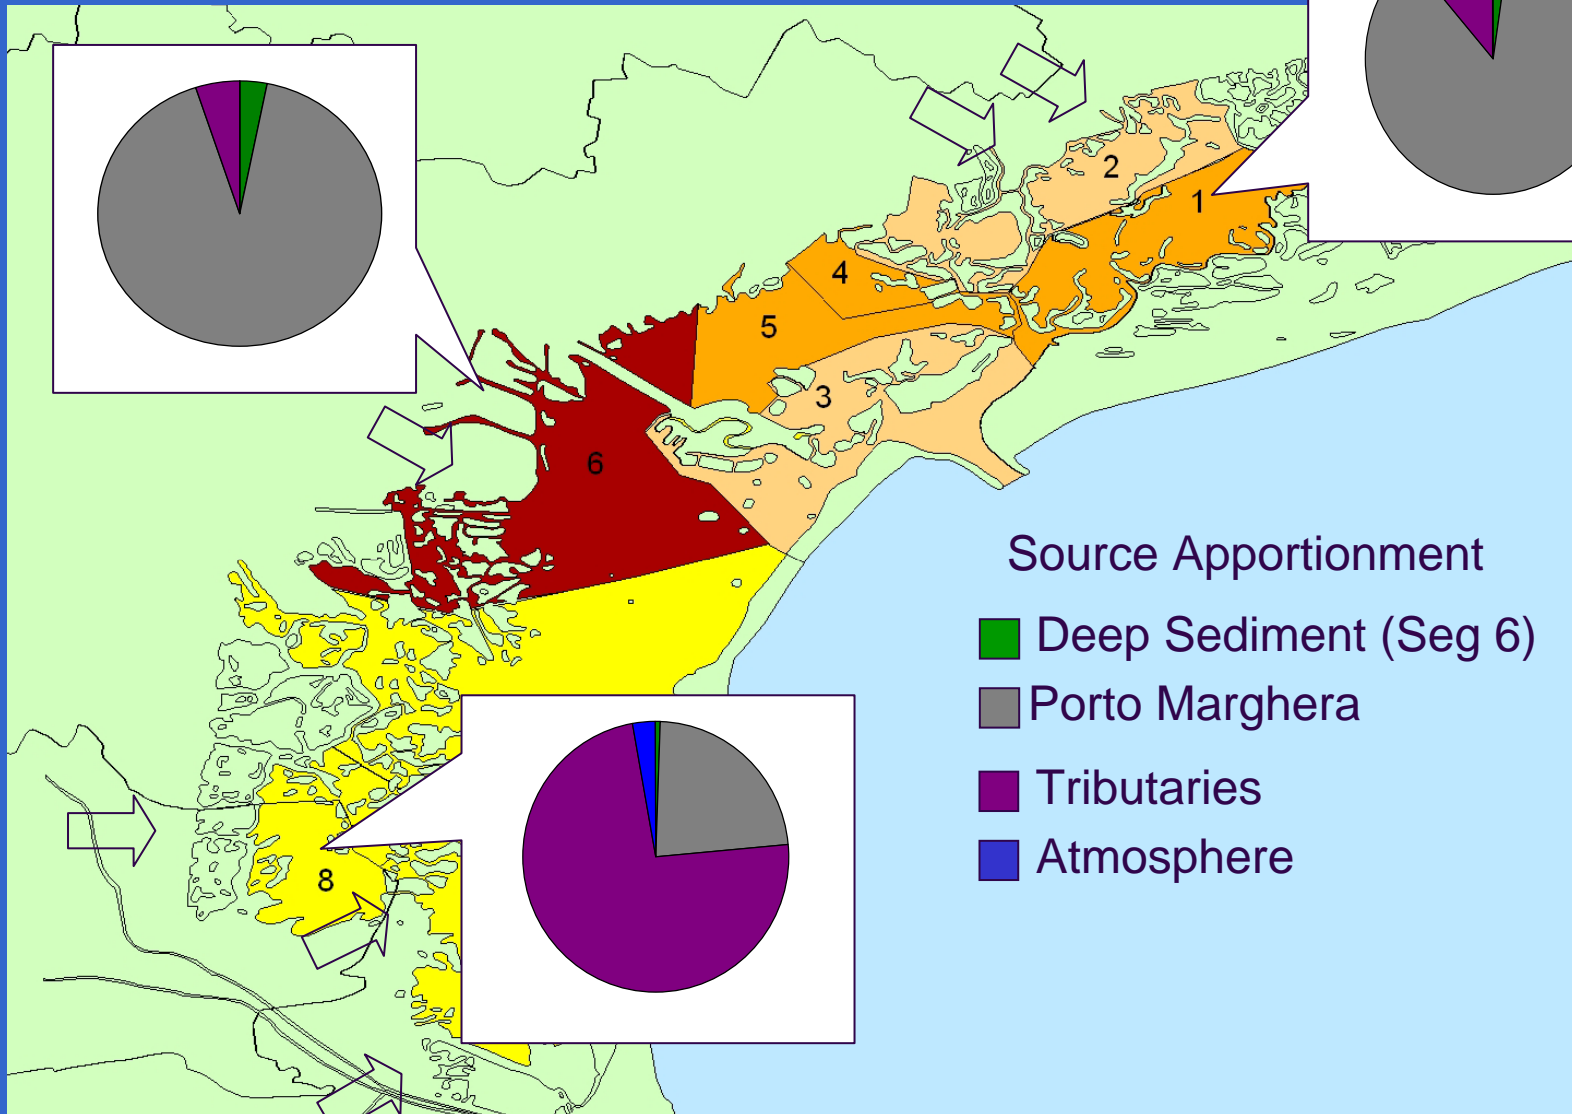 2
1
4
5
3
6
8
Source Apportionment
Deep Sediment (Seg 6)
Porto Marghera
Tributaries
Atmosphere